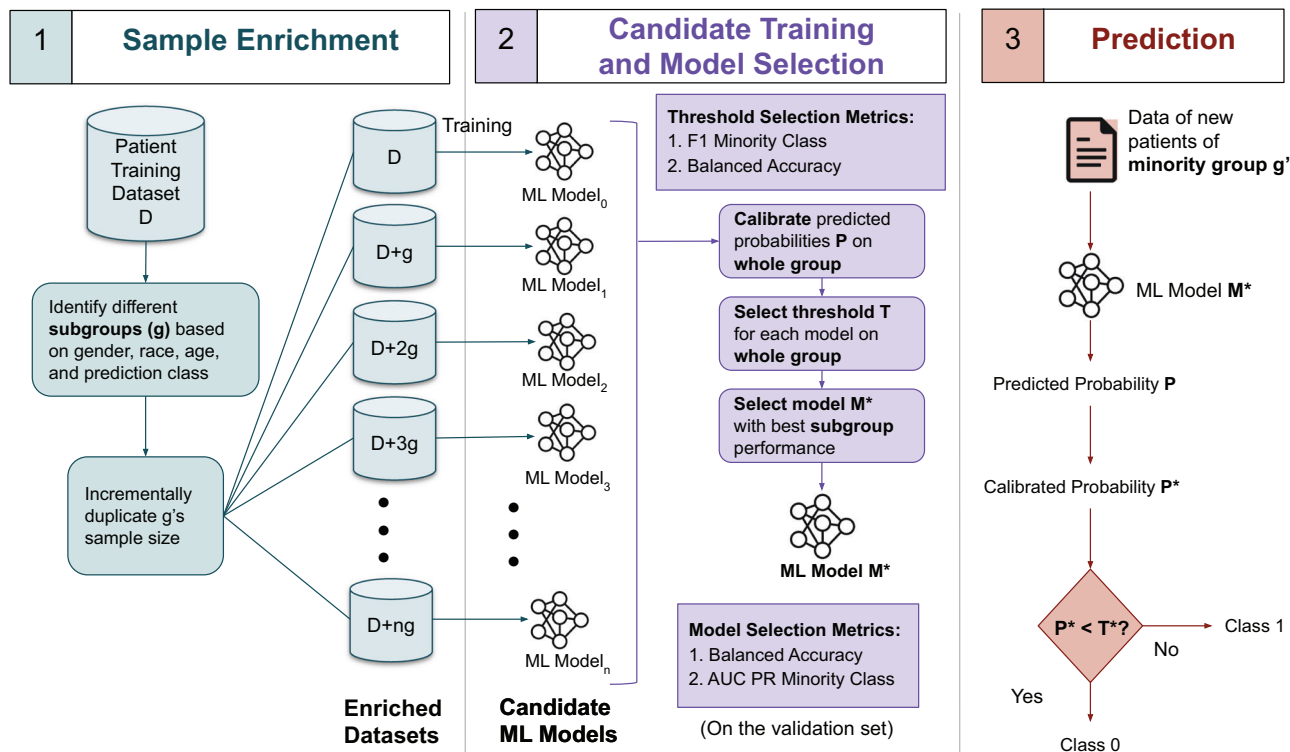 1
Sample Enrichment
Patient
Training
Dataset
D
Identify different
subgroups (g) based
on gender, race, age,
and prediction class
Incrementally
duplicate g's
sample size
D
D+g
D+2g
D+3g
D+ng
Enriched
Datasets
2
Candidate Training
and Model Selection
Training
ML Model0
ML Model1
ML Model2
ML Model3
ML Modeln
Candidate
ML Models
Threshold Selection Metrics:
1. F1 Minority Class
2. Balanced Accuracy
Calibrate predicted
probabilities P on
whole group
Select threshold T
for each model on
whole group
Select model M*
with best subgroup
performance
ML Model M*
Model Selection Metrics:
1. Balanced Accuracy
2. AUC PR Minority Class
(On the validation set)
3
Prediction
Data of new
patients of
minority group g'
ML Model M*
Predicted Probability P
Calibrated Probability P*
P* < T*?
No
Class 1
Yes
Class 0